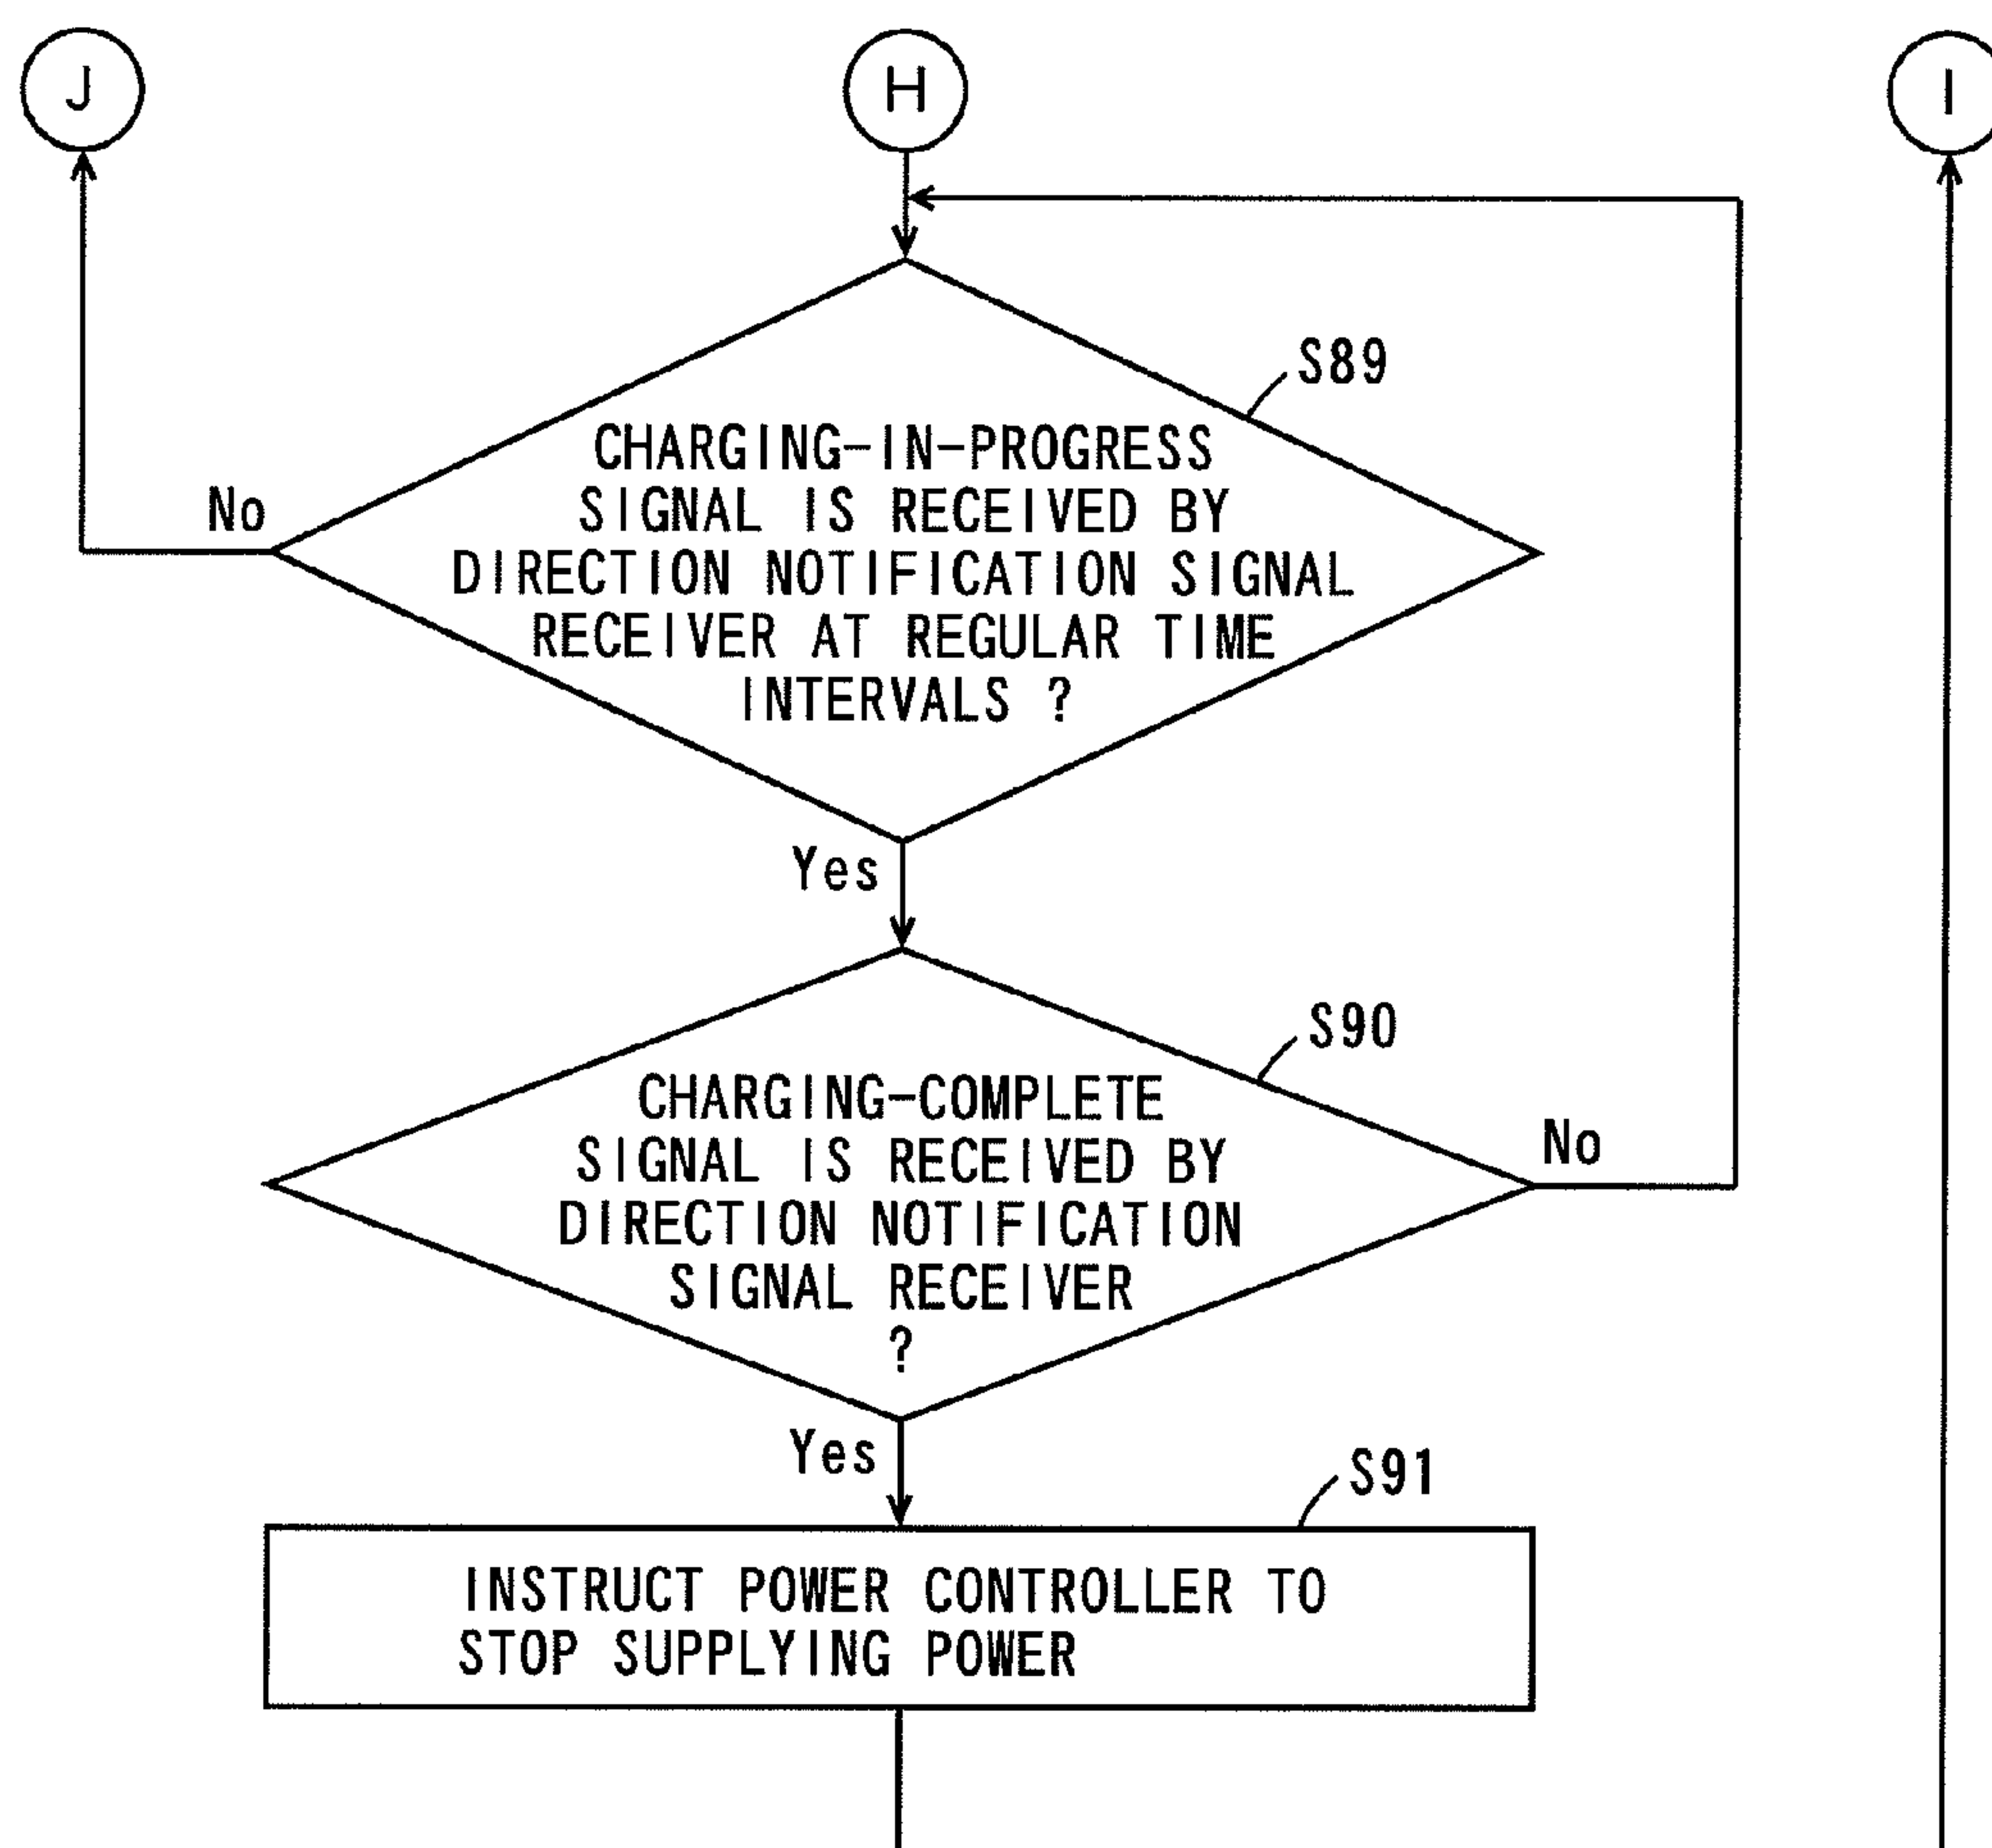 J
H
I
S89
CHARGING-IN-PROGRESS
SIGNAL IS RECEIVED BY
DIRECTION NOTIFICATION SIGNAL
RECEIVER AT REGULAR TIME
INTERVALS ?
No
Yes
S90
CHARGING-COMPLETE
SIGNAL IS RECEIVED BY
DIRECTION NOTIFICATION
SIGNAL RECEIVER
?
No
Yes
S91
INSTRUCT POWER CONTROLLER TO
STOP SUPPLYING POWER